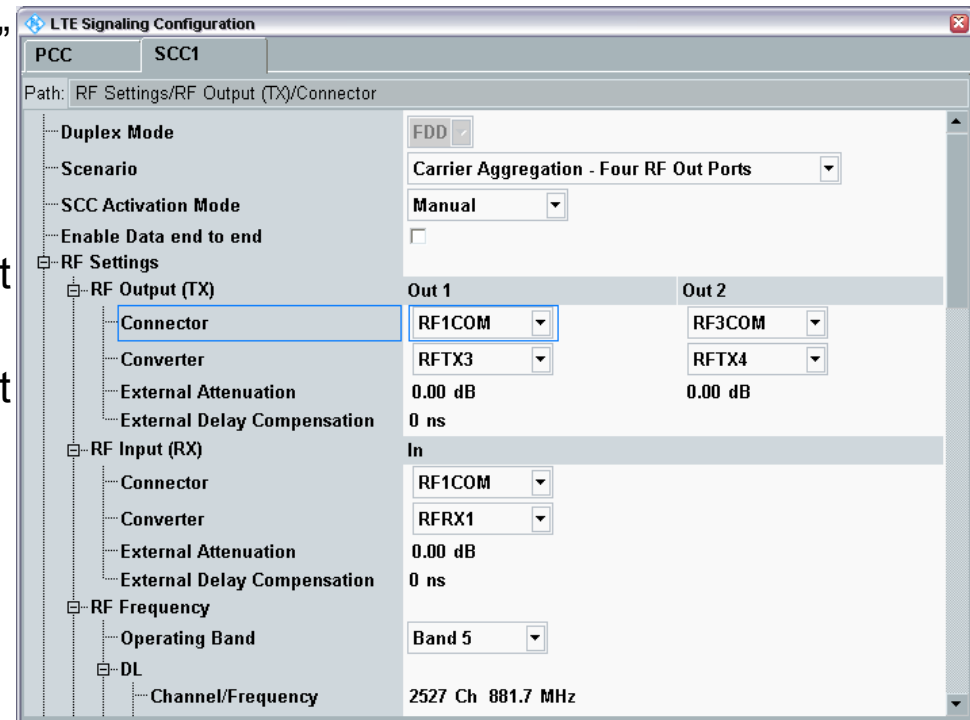 ”
LTE Signaling Configuration
PCC SCC1
Path: RF Settings/RF Output (TX)/Connector
Duplex Mode FDD
Scenario Carrier Aggregation - Four RF Out Ports
SCC Activation Mode Manual
Enable Data end to end
RF Settings
t
RF Output (TX) Out 1 Out 2
Connector RF1COM RF3COM
Converter RFTX3 RFTX4
t
External Attenuation 0.00 dB 0.00 dB
External Delay Compensation 0 ns
RF Input (RX) In
Connector RF1COM
Converter RFRX1
External Attenuation 0.00 dB
External Delay Compensation 0 ns
RF Frequency
Operating Band Band 5
DL
Channel/Frequency 2527 Ch 881.7 MHz